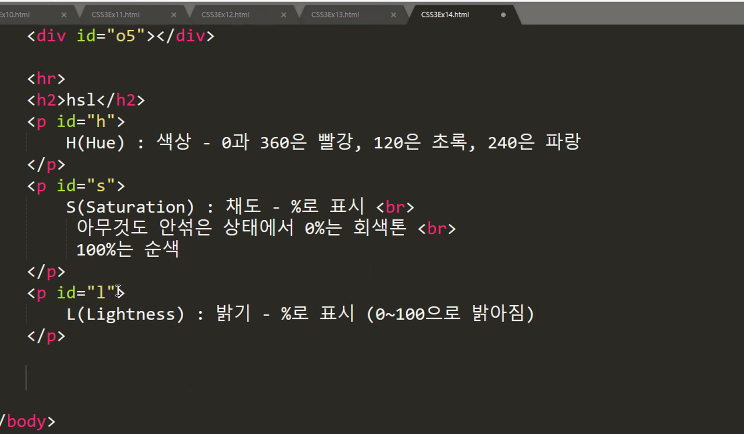 Ex10.html
CSS3Ex11.html
CSS3Ex12.html
CSS3Ex13.html
CSS3Ex14.html
<div id="o5"></div>
<hr>
<h2>hsl</h2>
<p id="h">
H(Hue) : 색상 - 0과 360은 빨강, 120은 초록, 240은 파랑
</p>
<p id="s">
S(Saturation) : 채도 - %로 표시 <br>
아무것도 안섞은 상태에서 0%는 회색톤 <br>
100%는 순색
</p>
<p id="l">
L(Lightness) : 밝기 - %로 표시 (0~100으로 밝아짐)
</p>
/body>